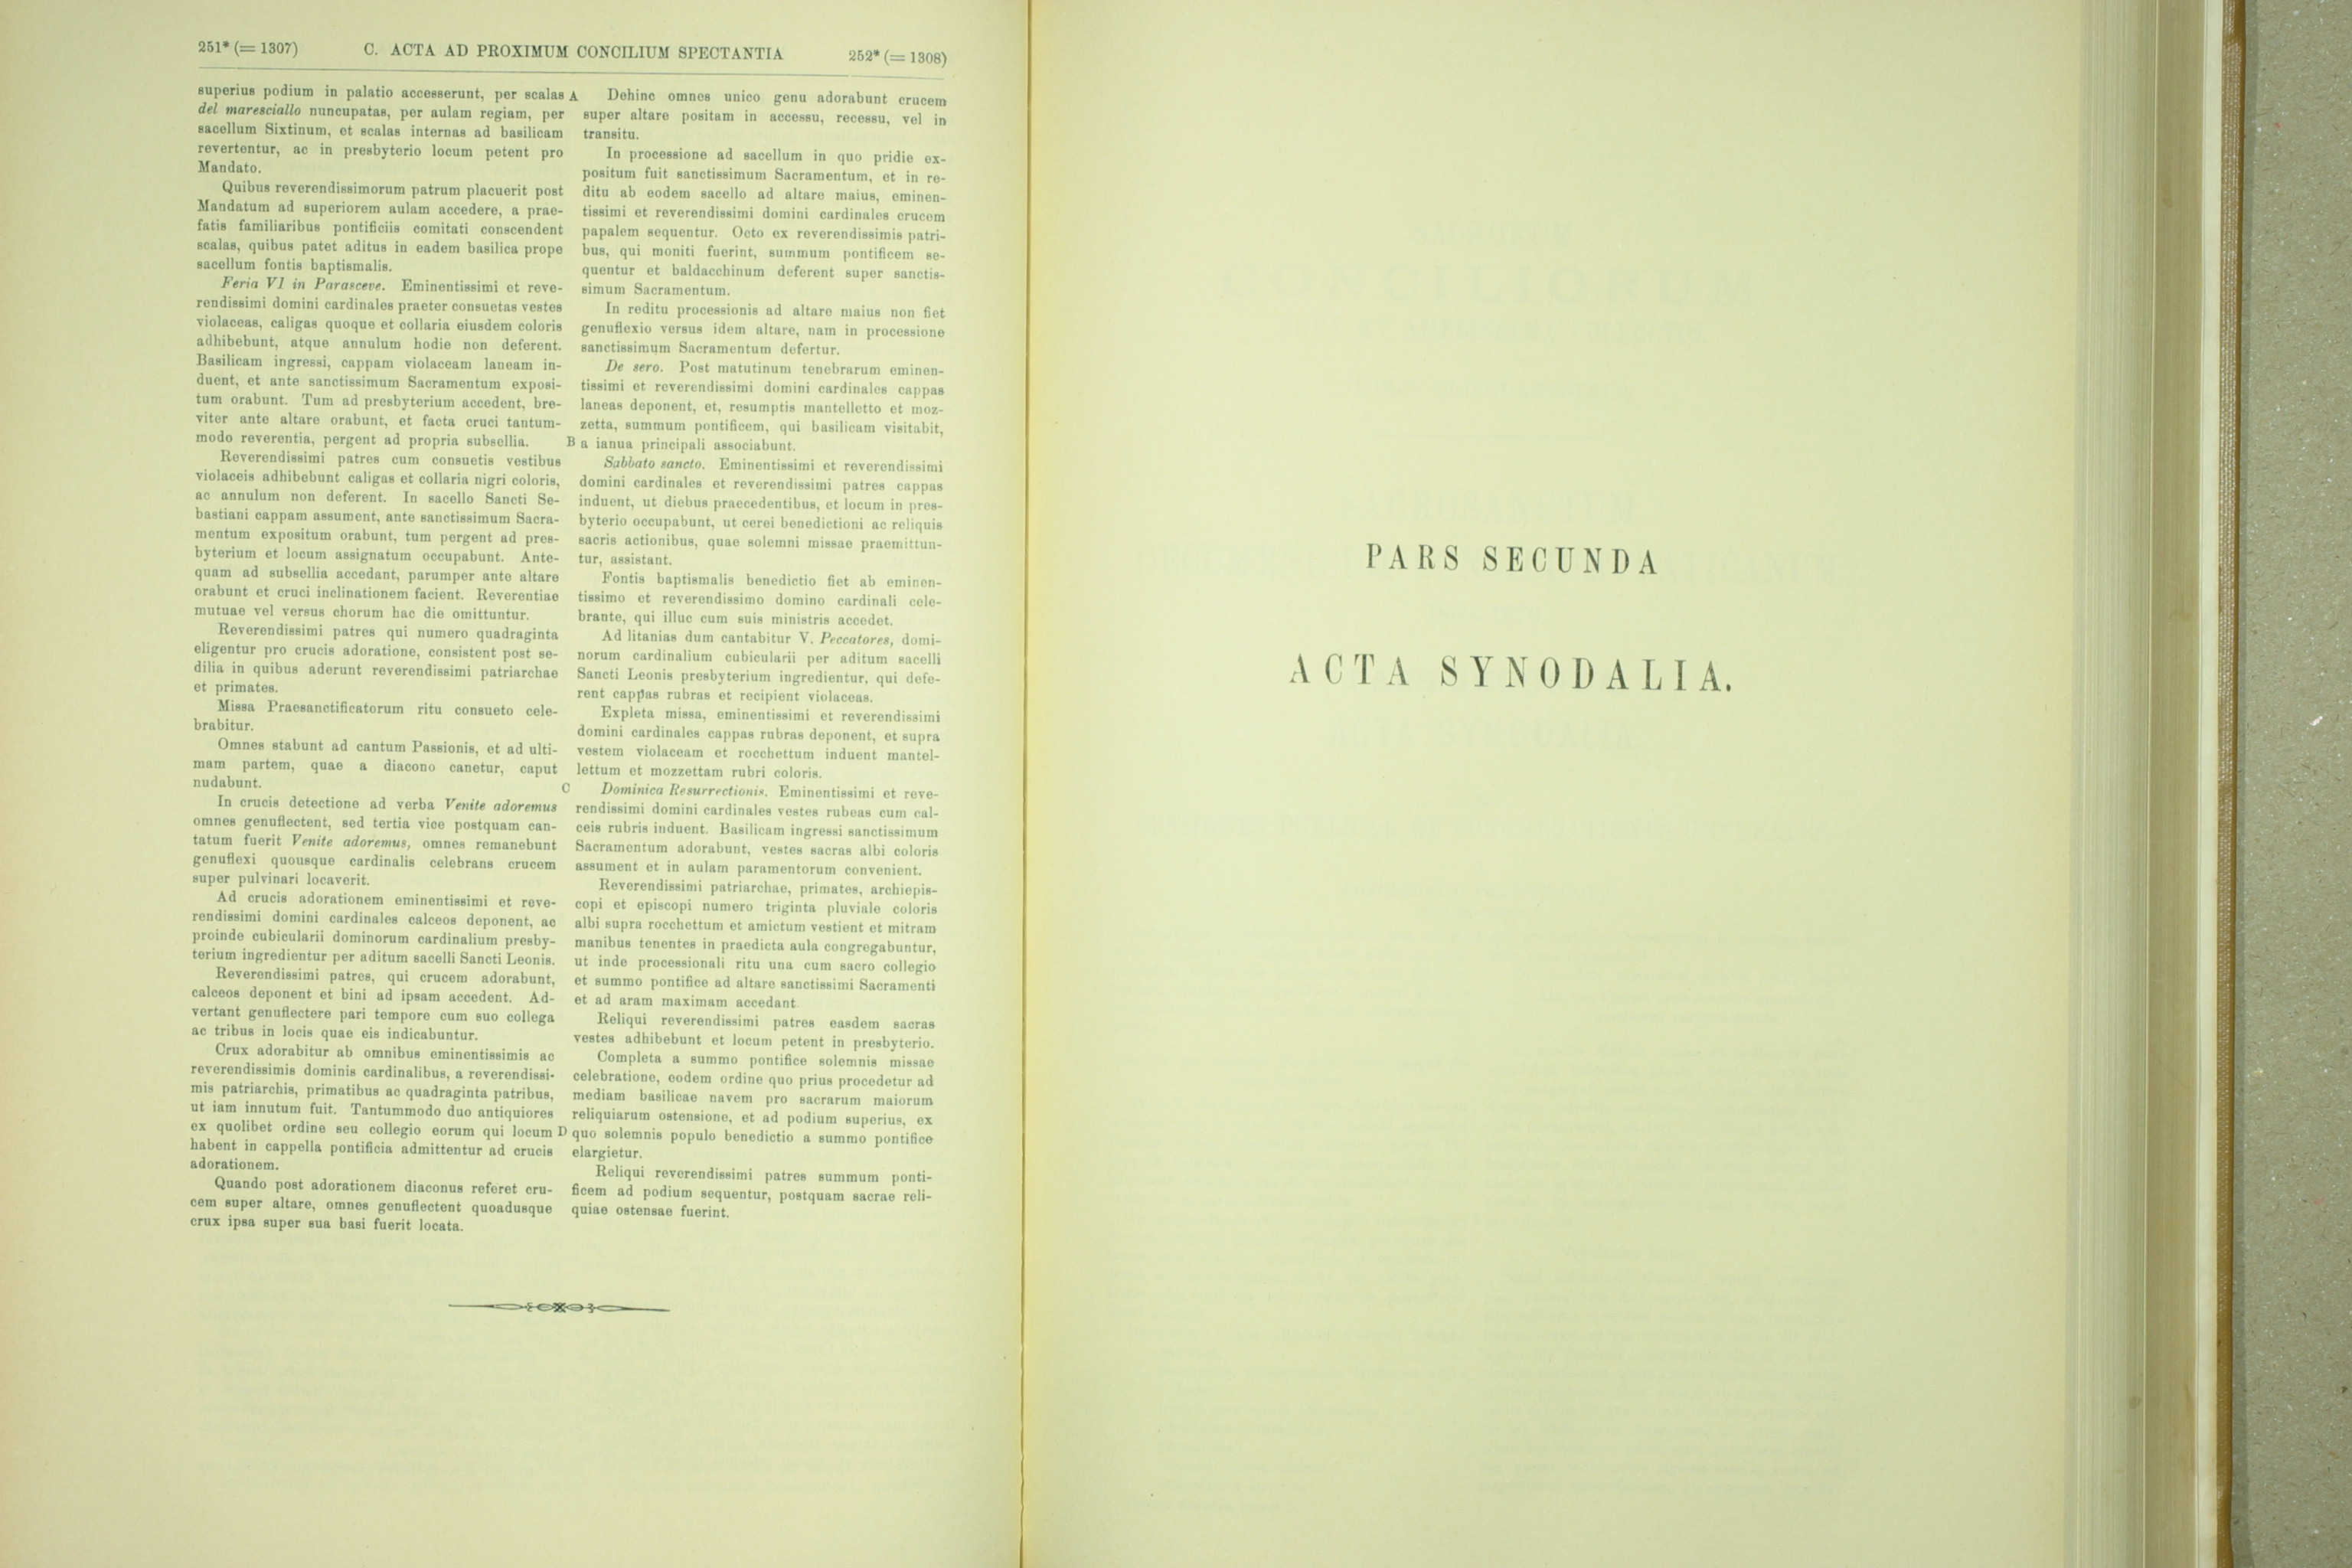 251* (= 1307) C. ACTA AD PROXIMUM CONCILIUM SPECTANTIA 252* (= 1308)
superius podium in palatio accesserunt, per scalas
del maresciallo nuncupatas, per aulam regiam, per
sacellum Sixtinum, et scalas internas ad basilicam
revertentur, ac in presbyterio locum petent pro
Mandato.
Quibus reverendissimorum patrum placuerit post
Mandatum ad superiorem aulam accedere, a prae-
fatis familiaribus pontificiis comitati conscendent
scalas, quibus patet aditus in eadem basilica prope
sacellum fontis baptismalis.
Feria VI in Parasceve. Eminentissimi et reve-
rendissimi domini cardinales praeter consuetas vestes
violaceas, caligas quoque et collaria eiusdem coloris
adhibebunt, atque annulum hodie non deferent.
Basilicam ingressi, cappam violaceam laneam in-
duent, et ante sanctissimum Sacramentum exposi-
tum orabunt. Tum ad presbyterium accedent, bre-
viter ante altare orabunt, et facta cruci tantum-
modo reverentia, pergent ad propria subsellia.
Reverendissimi patres cum consuetis vestibus
violaceis adhibebunt caligas et collaria nigri coloris,
ac annulum non deferent. In sacello Sancti Se-
bastiani cappam assument, ante sanctissimum Sacra-
mentum expositum orabunt, tum pergent ad pres-
byterium et locum assignatum occupabunt. Ante-
quam ad subsellia accedant, parumper ante altare
orabunt et cruci inclinationem facient. Reverentiae
mutuae vel versus chorum hac die omittuntur.
Reverendissimi patres qui numero quadraginta
eligentur pro crucis adoratione, consistent post se-
dilia in quibus aderunt reverendissimi patriarchae
et primates.
Missa Praesanctificatorum ritu consueto cele-
brabitur.
Omnes stabunt ad cantum Passionis, et ad ulti-
mam partem, quae a diacono canetur, caput
nudabunt.
In crucis detectione ad verba Venite adoremus
omnes genuflectent, sed tertia vice postquam can-
tatum fuerit Venite adoremus, omnes remanebunt
genuflexi quousque cardinalis celebrans crucem
super pulvinari locaverit.
Ad crucis adorationem eminentissimi et reve-
rendissimi domini cardinales calceos deponent, ac
proinde cubicularii dominorum cardinalium presby-
terium ingredientur per aditum sacelli Sancti Leonis.
Reverendissimi patres, qui crucem adorabunt,
calceos deponent et bini ad ipsam accedent. Ad-
vertant genuflectere pari tempore cum suo collega
ac tribus in locis quae eis indicabuntur.
Crux adorabitur ab omnibus eminentissimis ac
reverendissimis dominis cardinalibus, a reverendissi-
mis patriarchis, primatibus ac quadraginta patribus,
ut iam innutum fuit. Tantummodo duo antiquiores
ex quolibet ordine seu collegio eorum qui locum
habent in cappella pontificia admittentur ad crucis
adorationem.
Quando post adorationem diaconus referet cru-
cem super altare, omnes genuflectent quoadusque
crux ipsa super sua basi fuerit locata.
A
B
C
D
Dehinc omnes unico genu adorabunt crucem
super altare positam in accessu, recessu, vel in
transitu.
In processione ad sacellum in quo pridie ex-
positum fuit sanctissimum Sacramentum, et in re-
ditu ab eodem sacello ad altare maius, eminen-
tissimi et reverendissimi domini cardinales crucem
papalem sequentur. Octo ex reverendissimis patri-
bus, qui moniti fuerint, summum pontificem se-
quentur et baldacchinum deferent super sanctis-
simum Sacramentum.
In reditu processionis ad altare maius non fiet
genuflexio versus idem altare, nam in processione
sanctissimum Sacramentum defertur.
De sero. Post matutinum tenebrarum eminen-
tissimi et reverendissimi domini cardinales cappas
laneas deponent, et, resumptis mantelletto et moz-
zetta, summum pontificem, qui basilicam visitabit,
a ianua principali associabunt.
Sabbato sancto. Eminentissimi et reverendissimi
domini cardinales et reverendissimi patres cappas
induent, ut diebus praecedentibus, et locum in pres-
byterio occupabunt, ut cerei benedictioni ac reliquis
sacris actionibus, quae solemni missae praemittun-
tur, assistant.
Fontis baptismalis benedictio fiet ab eminen-
tissimo et reverendissimo domino cardinali cele-
brante, qui illuc cum suis ministris accedet.
Ad litanias dum cantabitur V. Peccatores, domi-
norum cardinalium cubicularii per aditum sacelli
Sancti Leonis presbyterium ingredientur, qui defe-
rent cappas rubras et recipient violaceas.
Expleta missa, eminentissimi et reverendissimi
domini cardinales cappas rubras deponent, et supra
vestem violaceam et rocchettum induent mantel-
lettum et mozzettam rubri coloris.
Dominica Resurrectionis. Eminentissimi et reve-
rendissimi domini cardinales vestes rubeas cum cal-
ceis rubris induent. Basilicam ingressi sanctissimum
Sacramentum adorabunt, vestes sacras albi coloris
assument et in aulam paramentorum convenient.
Reverendissimi patriarchae, primates, archiepis-
copi et episcopi numero triginta pluviale coloris
albi supra rocchettum et amictum vestient et mitram
manibus tenentes in praedicta aula congregabuntur,
ut inde processionali ritu una cum sacro collegio
et summo pontifice ad altare sanctissimi Sacramenti
et ad aram maximam accedant.
Reliqui reverendissimi patres easdem sacras
vestes adhibebunt et locum petent in presbyterio.
Completa a summo pontifice solemnis missae
celebratione, eodem ordine quo prius procedetur ad
mediam basilicae navem pro sacrarum maiorum
reliquiarum ostensione, et ad podium superius, ex
quo solemnis populo benedictio a summo pontifice
elargietur.
Reliqui reverendissimi patres summum ponti-
ficem ad podium sequentur, postquam sacrae reli-
quiae ostensae fuerint.
PARS SECUNDA
ACTA SYNODALIA.